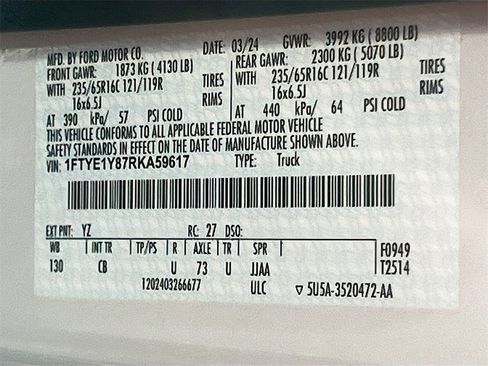 MFD. BY FORD MOTOR CO. DATE: 03/24 GVWR: 3992 KG ( 8800 LB)
FRONT GAWR: 1873 KG ( 4130 LB) REAR GAWR: 2300 KG ( 5070 LB)
WITH 235/65R16C 121/119R TIRES WITH 235/65R16C 121/119R TIRES
16x6.5J RIMS 16x6.5J RIMS
AT 390 kPa/ 57 PSI COLD AT 440 kPa/ 64 PSI COLD
THIS VEHICLE CONFORMS TO ALL APPLICABLE FEDERAL MOTOR VEHICLE
SAFETY STANDARDS IN EFFECT ON THE DATE OF MANUFACTURE SHOWN ABOVE.
VIN: 1FTYE1Y87RKA59617 TYPE: Truck
EXT PNT: YZ RC: 27 DSO:
WB INT TR TP/PS R AXLE TR SPR F0949
130 CB U 73 U JJAA T2514
1202403266677 ULC ▽ 5U5A-3520472-AA